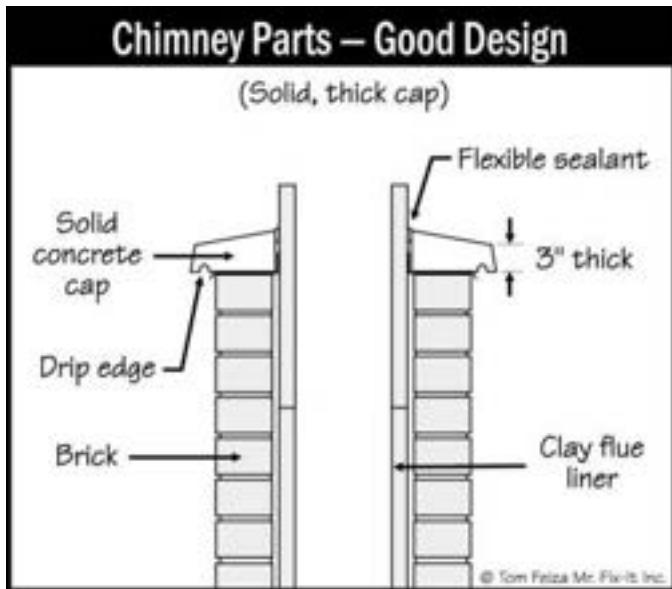 Chimney Parts – Good Design
(Solid, thick cap)
Flexible sealant
Solid
concrete
cap
3" thick
Drip edge
Brick
Clay flue
liner
© Tom Feiza Mr. Fix-It Inc.